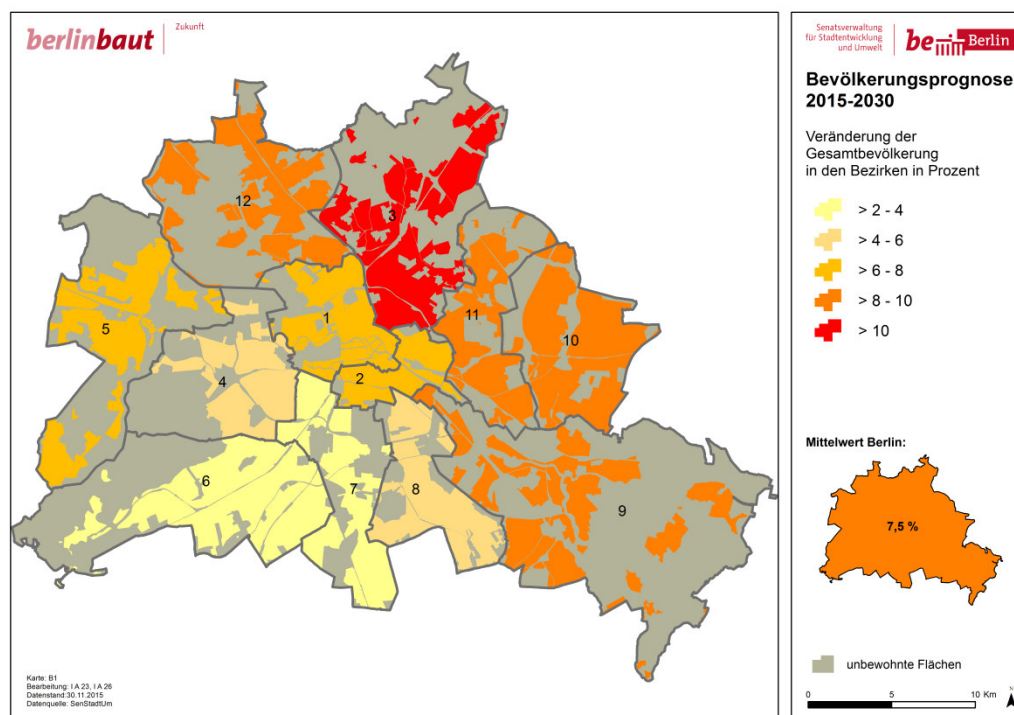 berlinbaut
Zukunft
12
3
5
1
11
10
4
2
6
7
8
9
Karte: B1
Bearbeitung: I A 23, I A 26
Datenstand:30.11.2015
Datenquelle: SenStadtUm
Senatsverwaltung
für Stadtentwicklung
und Umwelt
be Berlin
Bevölkerungsprognose
2015-2030
Veränderung der
Gesamtbevölkerung
in den Bezirken in Prozent
> 2 - 4
> 4 - 6
> 6 - 8
> 8 - 10
> 10
Mittelwert Berlin:
7,5 %
unbewohnte Flächen
0 5 10 Km
N